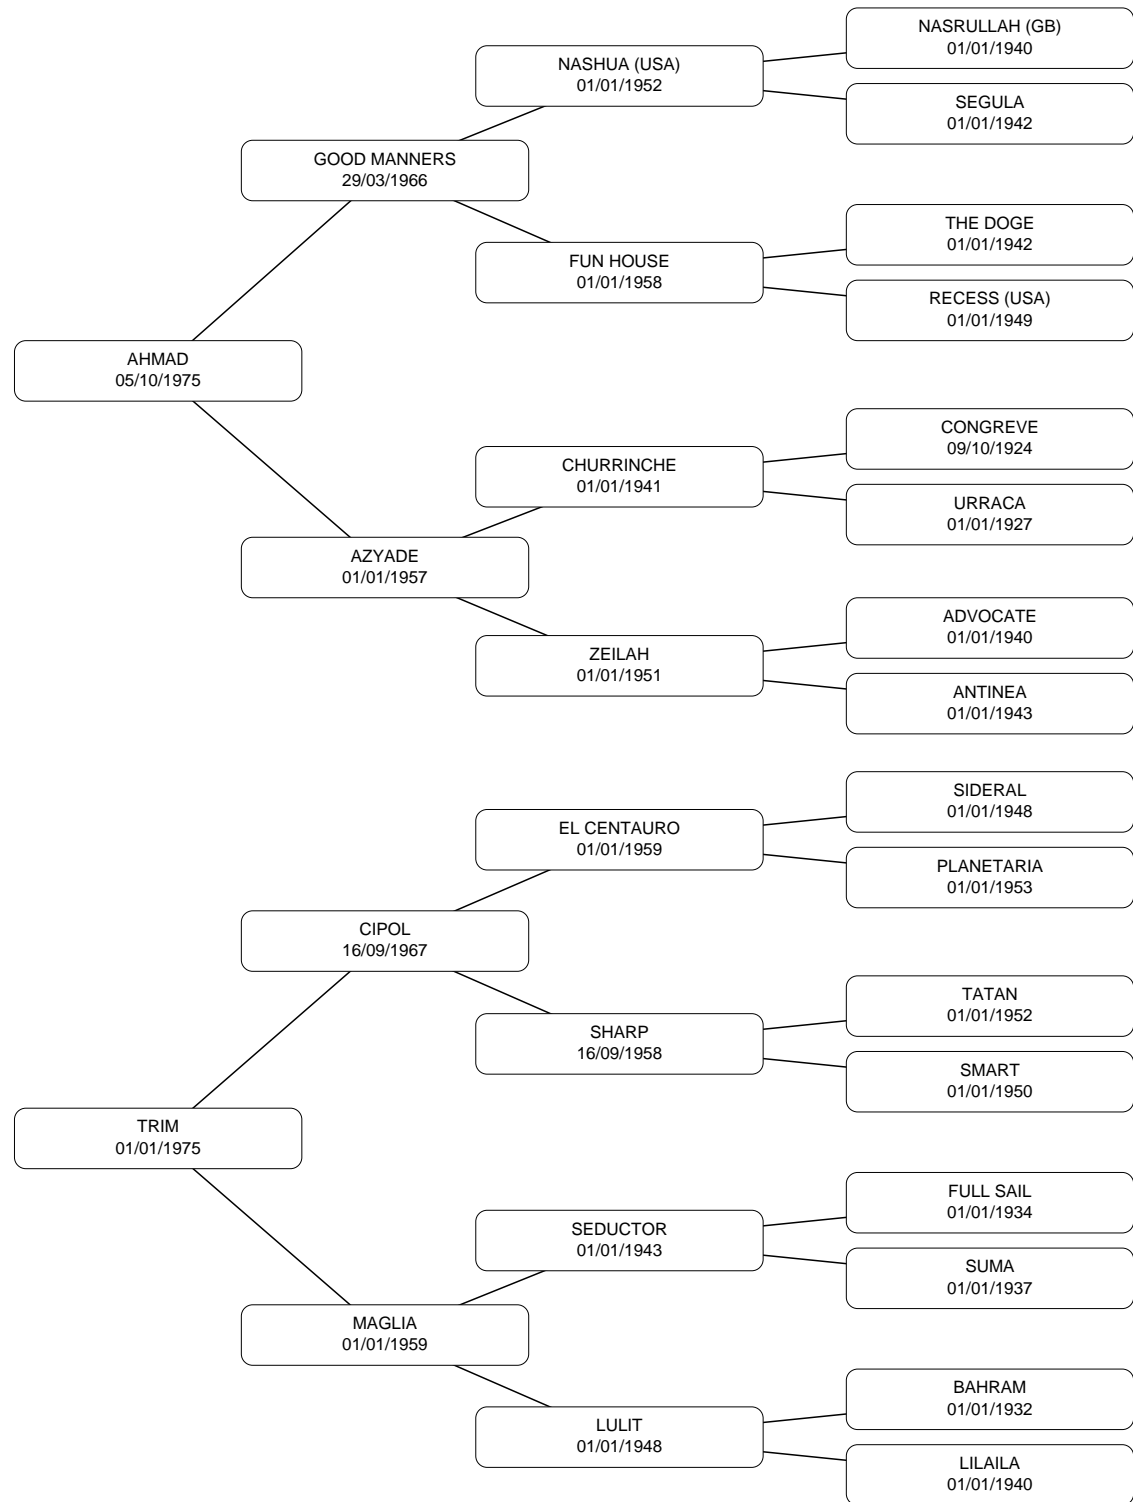 NASRULLAH (GB)
01/01/1940
NASHUA (USA)
01/01/1952
SEGULA
01/01/1942
GOOD MANNERS
29/03/1966
THE DOGE
01/01/1942
FUN HOUSE
01/01/1958
RECESS (USA)
01/01/1949
AHMAD
05/10/1975
CONGREVE
09/10/1924
CHURRINCHE
01/01/1941
URRACA
01/01/1927
AZYADE
01/01/1957
ADVOCATE
01/01/1940
ZEILAH
01/01/1951
ANTINEA
01/01/1943
SIDERAL
01/01/1948
EL CENTAURO
01/01/1959
PLANETARIA
01/01/1953
CIPOL
16/09/1967
TATAN
01/01/1952
SHARP
16/09/1958
SMART
01/01/1950
TRIM
01/01/1975
FULL SAIL
01/01/1934
SEDUCTOR
01/01/1943
SUMA
01/01/1937
MAGLIA
01/01/1959
BAHRAM
01/01/1932
LULIT
01/01/1948
LILAILA
01/01/1940